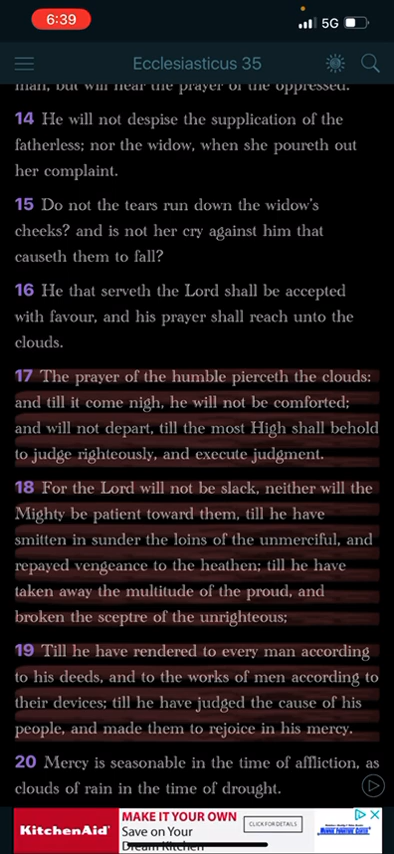 6:39
5G
Ecclesiasticus 35
man, but will hear the prayer of the oppressed.
14 He will not despise the supplication of the
fatherless; nor the widow, when she poureth out
her complaint.
15 Do not the tears run down the widow's
cheeks? and is not her cry against him that
causeth them to fall?
16 He that serveth the Lord shall be accepted
with favour, and his prayer shall reach unto the
clouds.
17 The prayer of the humble pierceth the clouds:
and till it come nigh, he will not be comforted;
and will not depart, till the most High shall behold
to judge righteously, and execute judgment.
18 For the Lord will not be slack, neither will the
Mighty be patient toward them, till he have
smitten in sunder the loins of the unmerciful, and
repayed vengeance to the heathen; till he have
taken away the multitude of the proud, and
broken the sceptre of the unrighteous;
19 Till he have rendered to every man according
to his deeds, and to the works of men according to
their devices; till he have judged the cause of his
people, and made them to rejoice in his mercy.
20 Mercy is seasonable in the time of affliction, as
clouds of rain in the time of drought.
KitchenAid
MAKE IT YOUR OWN
Save on Your
Dream Kitchen
CLICK FOR DETAILS